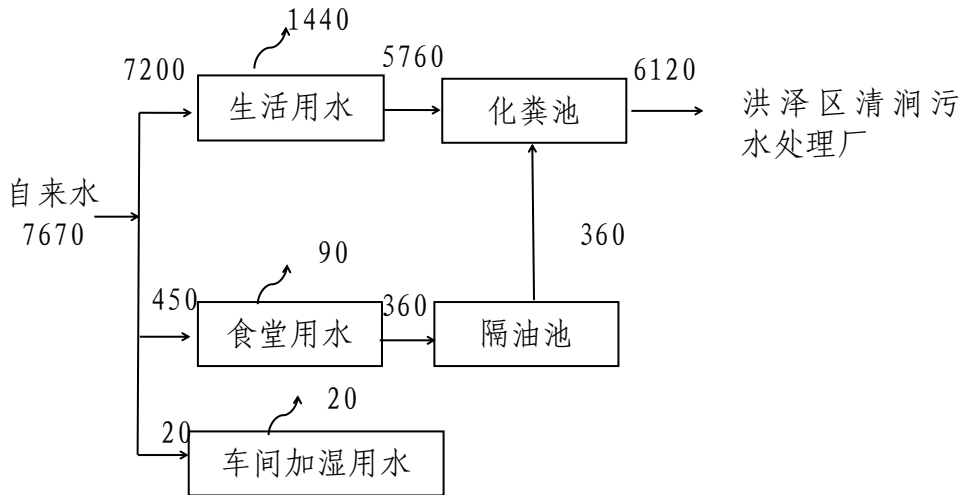 1440
7200
5760
6120
生活用水
化粪池
洪泽区清涧污
水处理厂
自来水
7670
360
90
450
360
食堂用水
隔油池
20
20
车间加湿用水